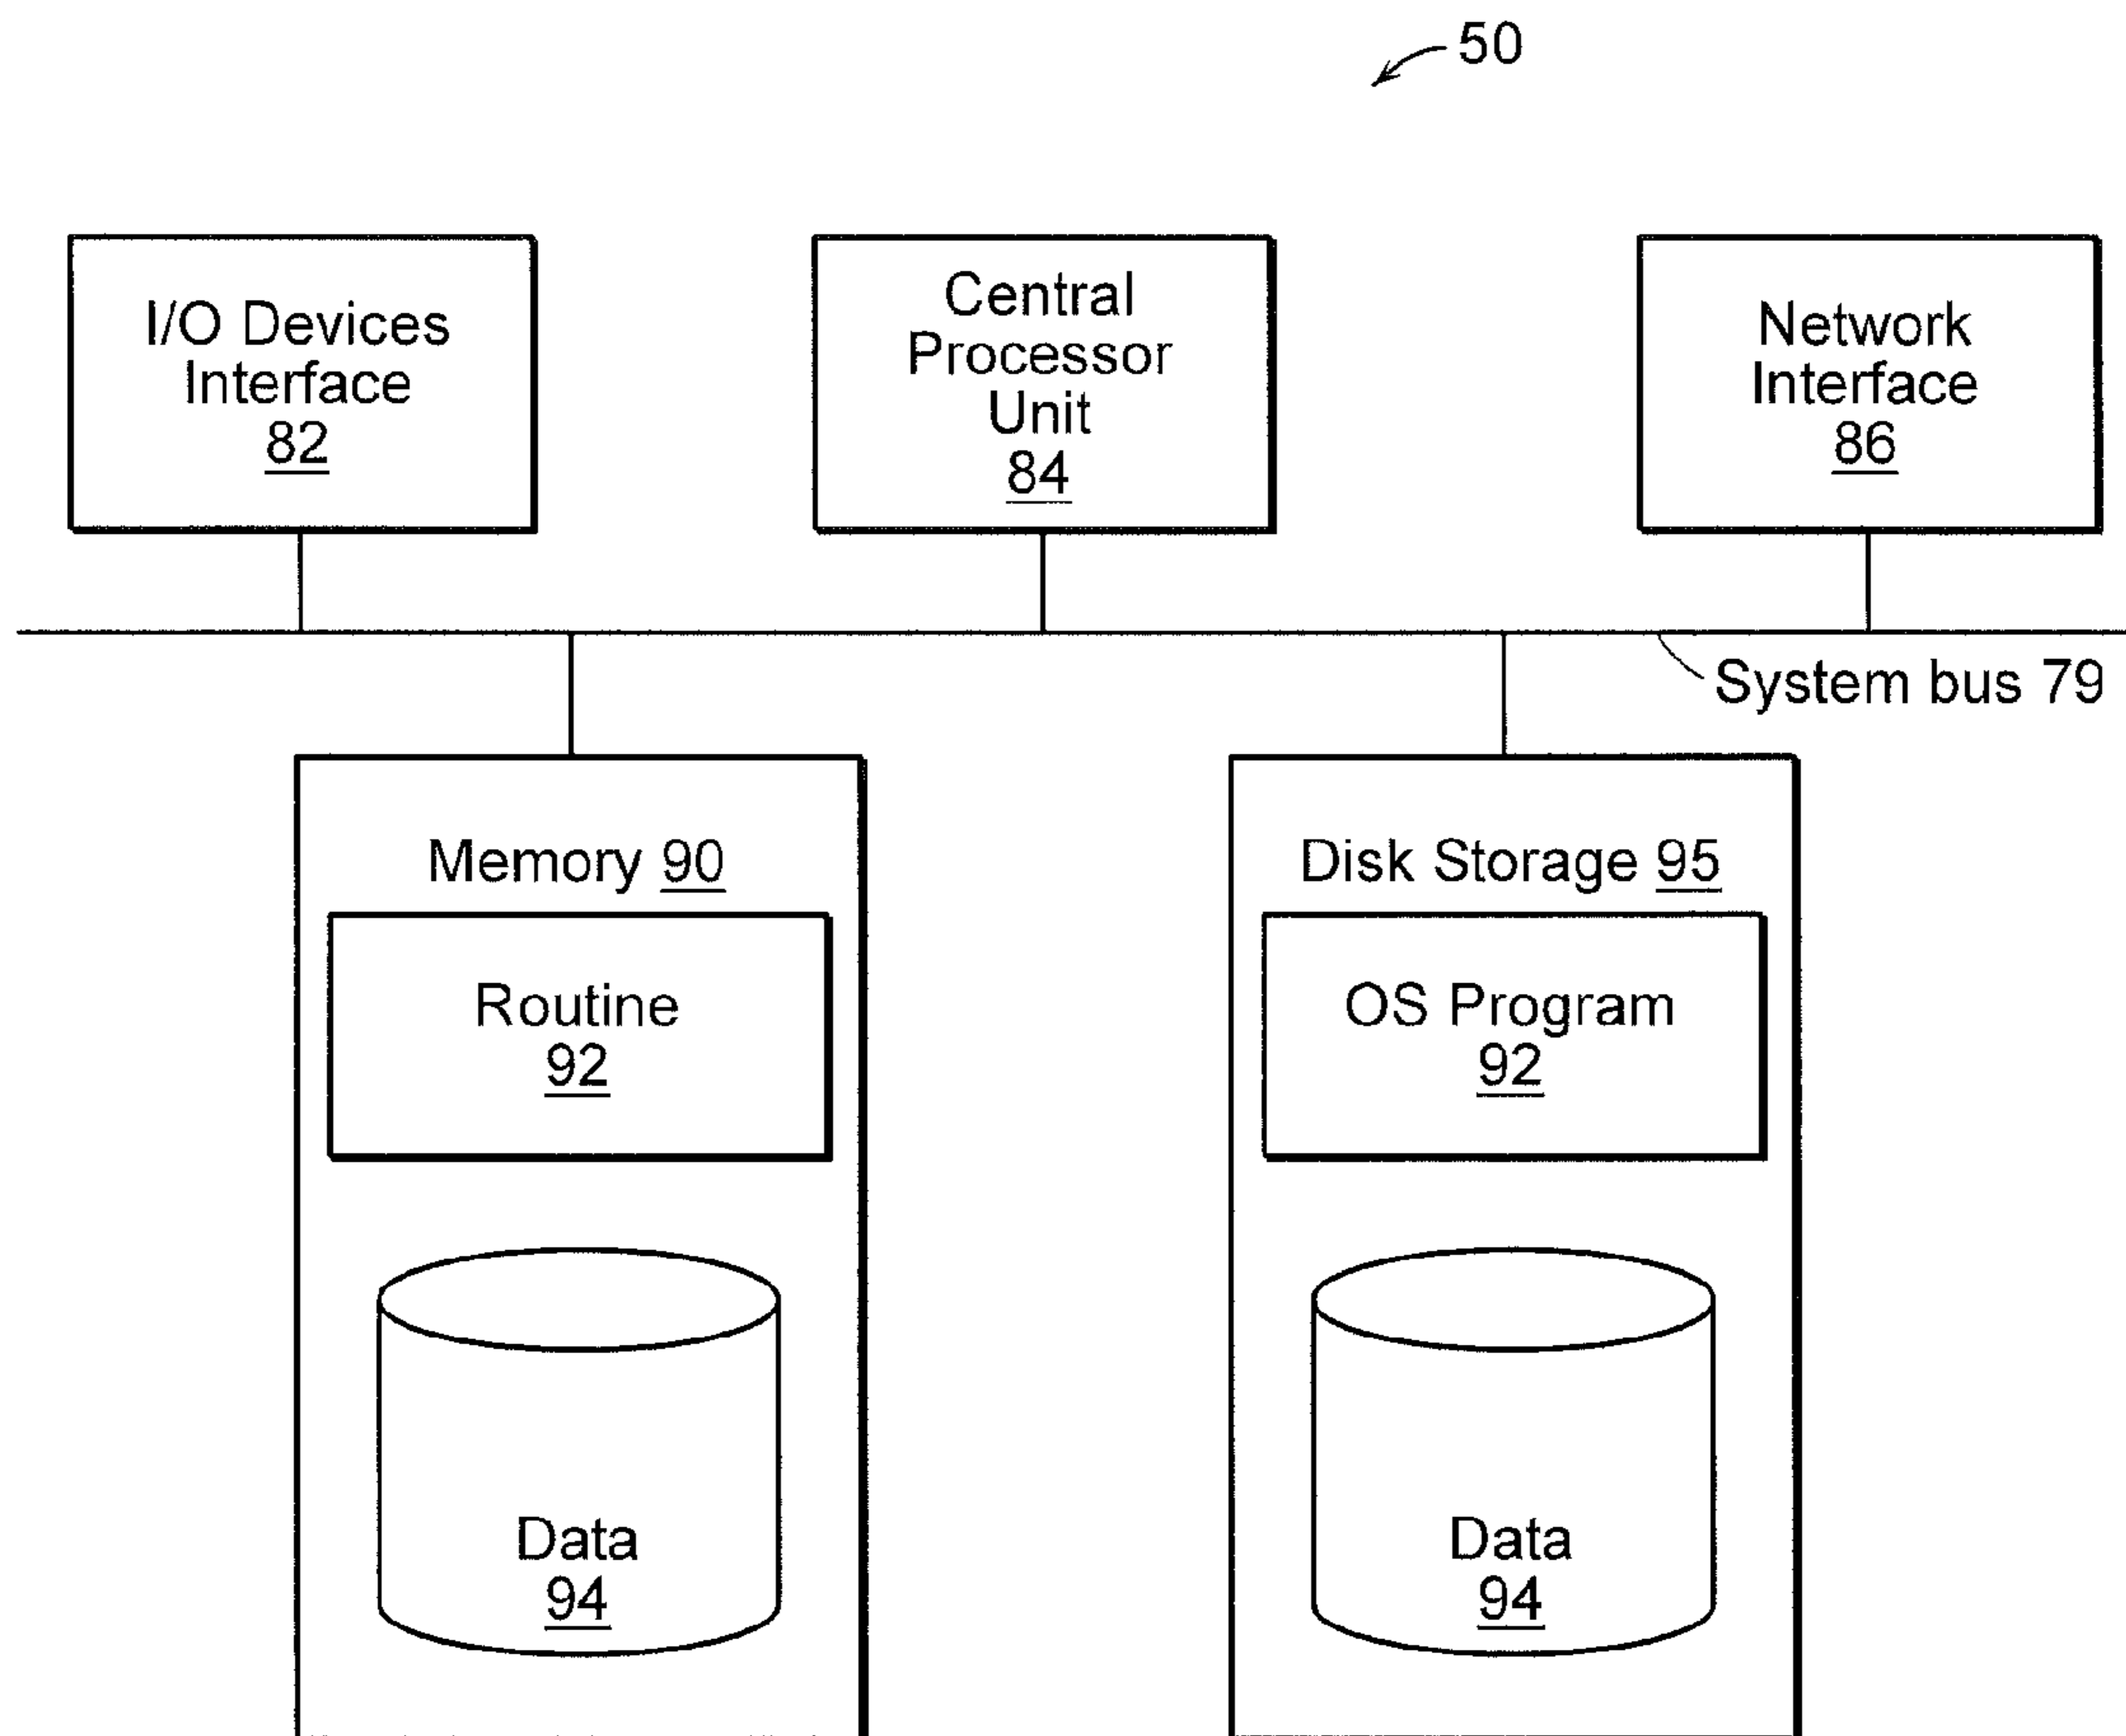 50
I/O Devices
Interface
82
Central
Processor
Unit
84
Network
Interface
86
System bus 79
Memory 90
Routine
92
Data
94
Disk Storage 95
OS Program
92
Data
94